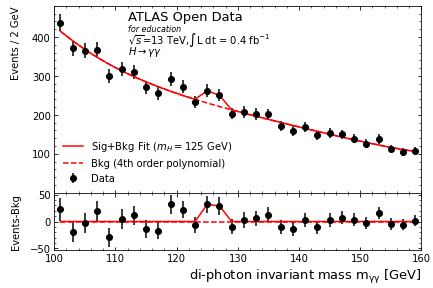 ATLAS Open Data
for education
√s=13 TeV,∫L dt = 0.4 fb⁻¹
H → γγ
Events / 2 GeV
400
300
200
100
Sig+Bkg Fit (m_H = 125 GeV)
Bkg (4th order polynomial)
Data
Events-Bkg
50
0
−50
100 110 120 130 140 150 160
di-photon invariant mass m_γγ [GeV]